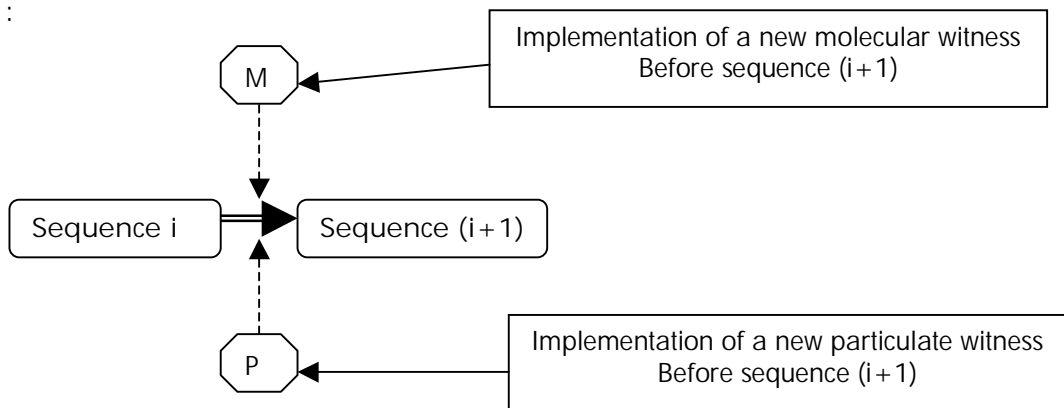 :
Implementation of a new molecular witness
Before sequence (i+1)
M
Sequence i
Sequence (i+1)
P
Implementation of a new particulate witness
Before sequence (i+1)